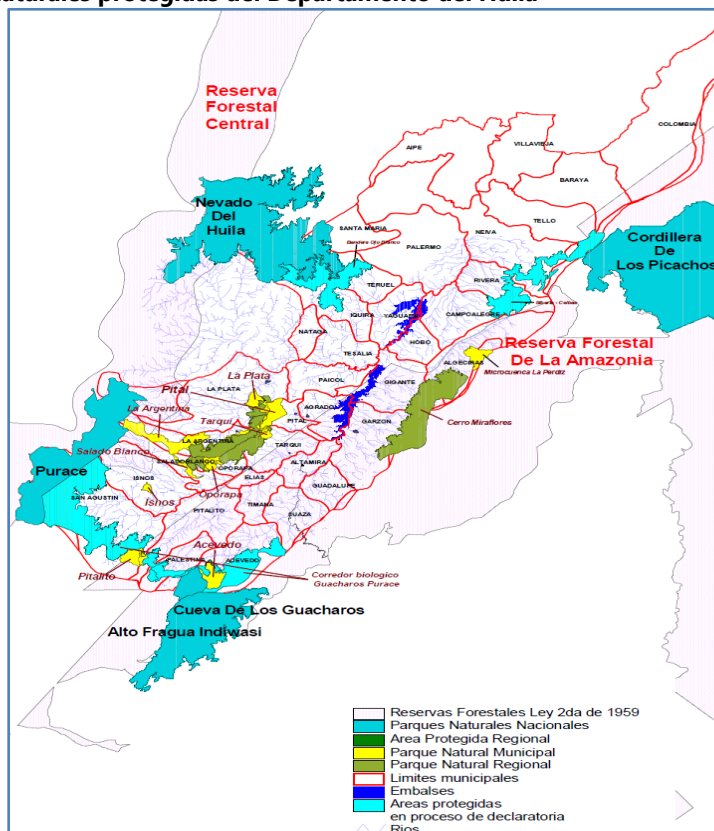 naturales protegidas del Departamento del Huila
Reserva
Forestal
Central
COLOMBIA
VILLAVIEJA
AIPE
BARAYA
Nevado
Del
Huila
TELLO
SANTA MARIA
NEIVA
PALERMO
Cordillera
De
Los Picachos
TERUEL
RIVERA
IQUIRA
YAGUARA
CAMPOALEGRE
NATAGA
HOBO
Reserva Forestal
De La Amazonia
TESALIA
ALGECIRAS
Microcuenca La Perdiz
La Plata
PAICOL
GIGANTE
LA PLATA
Pital
La Argentina
AGRADO
Cerro Miraflores
Tarqui
PITAL
GARZON
LA ARGENTINA
TARQUI
Salado Blanco
SALADOBLANCO
ALTAMIRA
OPORAPA
Purace
ISNOS
ELIAS
GUADALUPE
SAN AGUSTIN
Isnos
Oporapa
PITALITO
TIMANA
SUAZA
Acevedo
PALESTINA
ACEVEDO
Pitalito
Corredor biologico
Guacharos Purace
Cueva De Los Guacharos
Alto Fragua Indiwasi
Reservas Forestales Ley 2da de 1959
Parques Naturales Nacionales
Area Protegida Regional
Parque Natural Municipal
Parque Natural Regional
Limites municipales
Embalses
Areas protegidas
en proceso de declaratoria
Rios